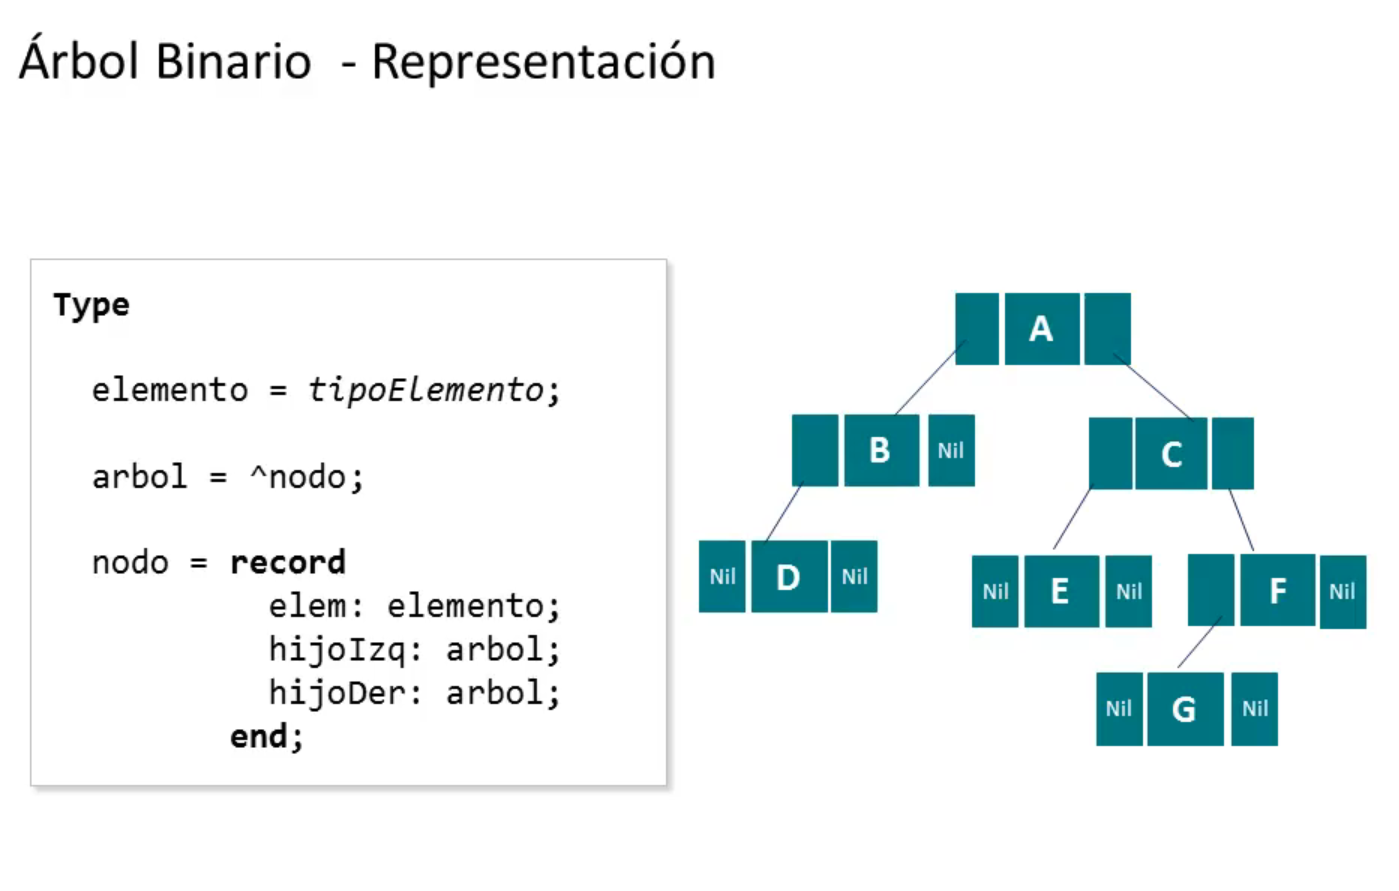 Árbol Binario - Representación
Type
elemento = tipoElemento;
arbol = ^nodo;
nodo = record
elem: elemento;
hijoIzq: arbol;
hijoDer: arbol;
end;
A
B Nil
C
Nil D Nil
Nil E Nil
F Nil
Nil G Nil